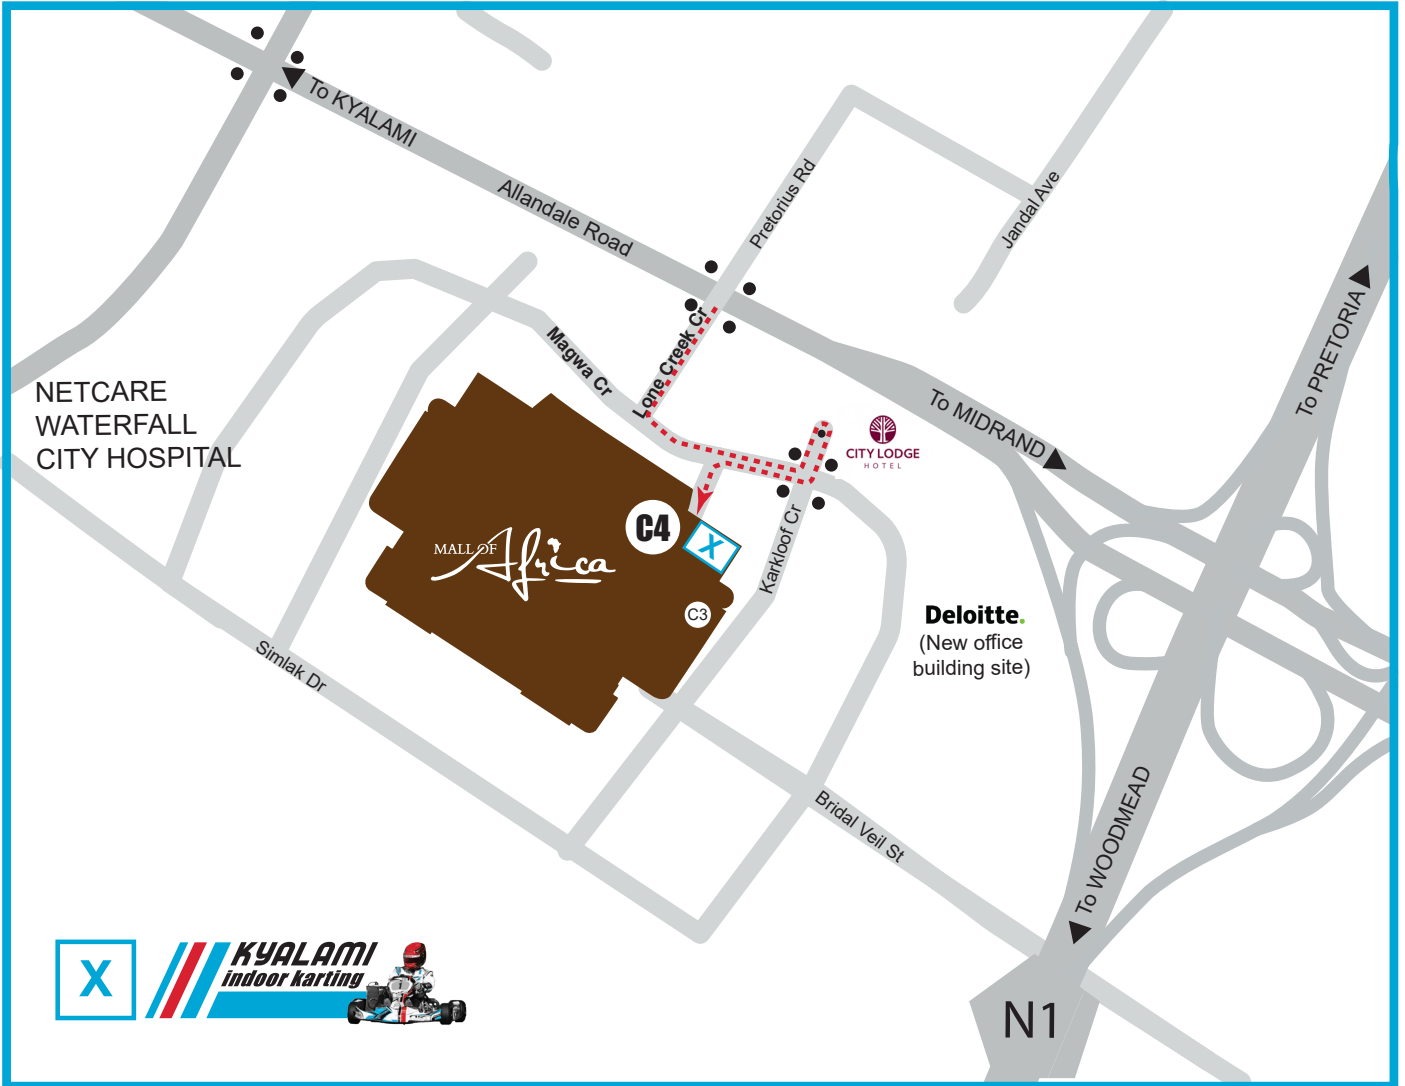 To KYALAMI
Allandale Road
Pretorius Rd
Jandal Ave
To PRETORIA
Lone Creek Cr
Magwa Cr
To MIDRAND
NETCARE
WATERFALL
CITY HOSPITAL
CITY LODGE
HOTEL
C4
X
MALL OF
Africa
Karkloof Cr
C3
Deloitte.
(New office
building site)
Simlak Dr
Bridal Veil St
To WOODMEAD
N1
X
KYALAMI
indoor karting